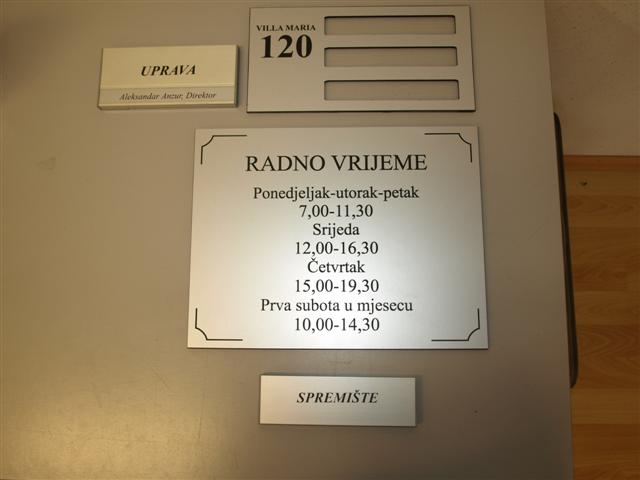 UPRAVA
Aleksandar Anzur, Direktor
VILLA MARIA
120
RADNO VRIJEME
Ponedjeljak-utorak-petak
7,00-11,30
Srijeda
12,00-16,30
Četvrtak
15,00-19,30
Prva subota u mjesecu
10,00-14,30
SPREMIŠTE